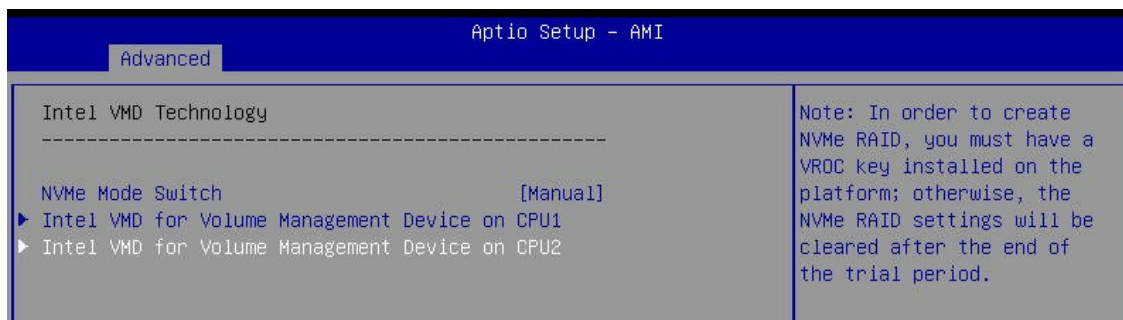 Aptio Setup – AMI
Advanced
Intel VMD Technology
--------------------------------------------------
NVMe Mode Switch [Manual]
Intel VMD for Volume Management Device on CPU1
Intel VMD for Volume Management Device on CPU2
Note: In order to create
NVMe RAID, you must have a
VROC key installed on the
platform; otherwise, the
NVMe RAID settings will be
cleared after the end of
the trial period.